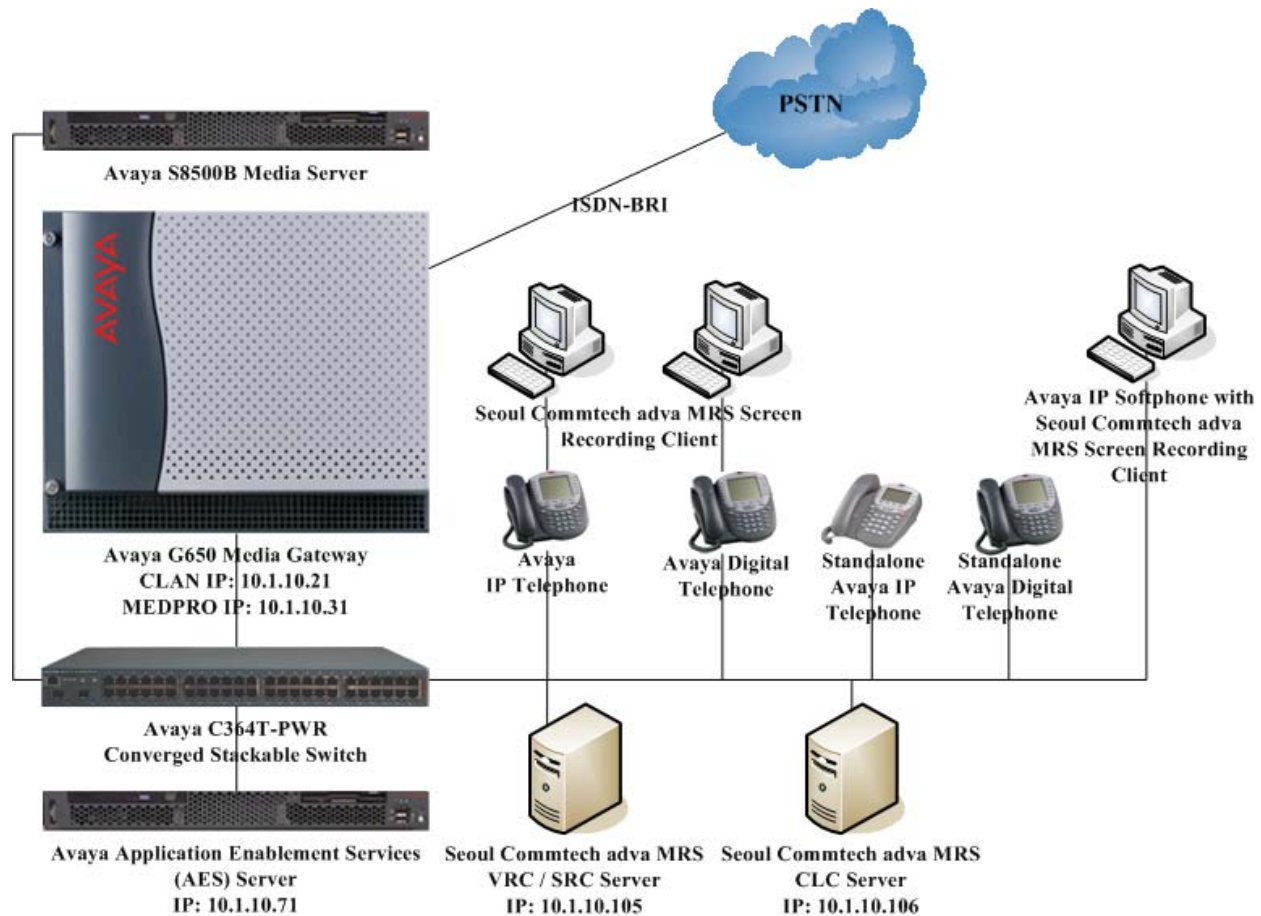 PSTN
Avaya S8500B Media Server
ISDN-BRI
AVAYA
Seoul Commtech adva MRS Screen
Recording Client
Avaya IP Softphone with
Seoul Commtech adva
MRS Screen Recording
Client
Avaya G650 Media Gateway
CLAN IP: 10.1.10.21
MEDPRO IP: 10.1.10.31
Avaya
IP Telephone
Avaya Digital
Telephone
Standalone
Avaya IP
Telephone
Standalone
Avaya Digital
Telephone
Avaya C364T-PWR
Converged Stackable Switch
Avaya Application Enablement Services
(AES) Server
IP: 10.1.10.71
Seoul Commtech adva MRS
VRC / SRC Server
IP: 10.1.10.105
Seoul Commtech adva MRS
CLC Server
IP: 10.1.10.106